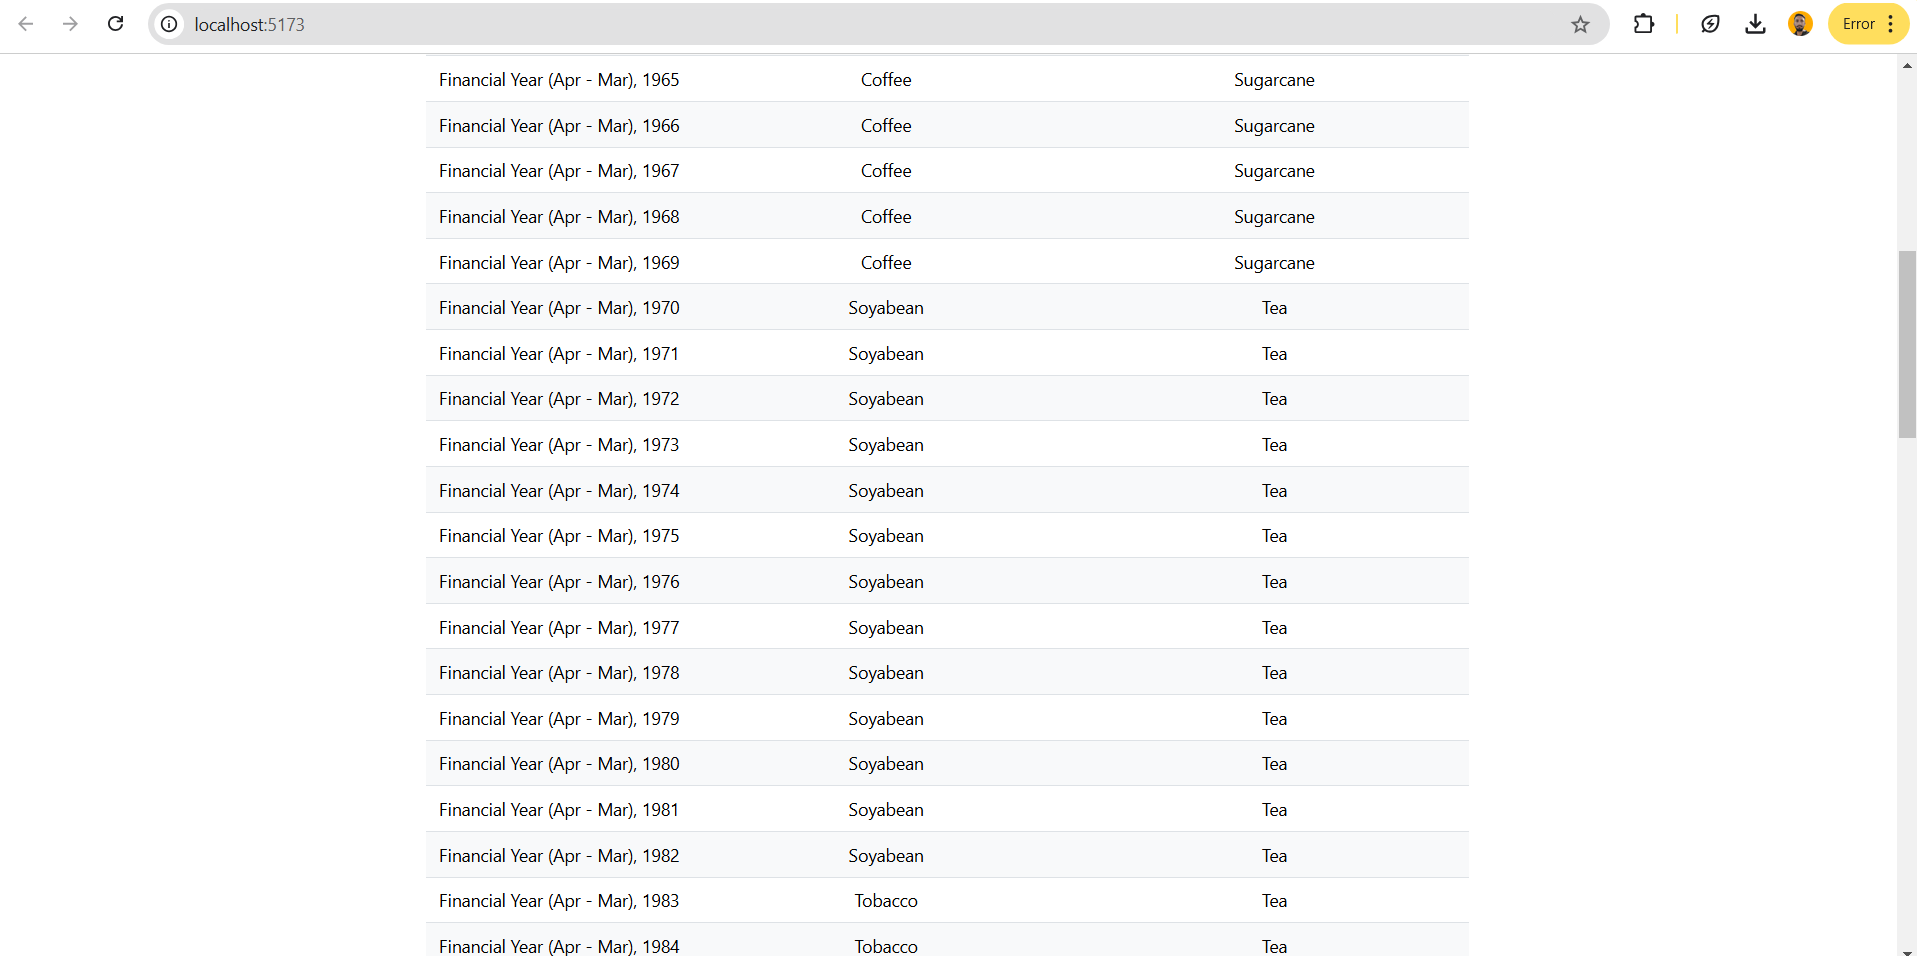 localhost:5173
Error
Financial Year (Apr - Mar), 1965 Coffee Sugarcane
Financial Year (Apr - Mar), 1966 Coffee Sugarcane
Financial Year (Apr - Mar), 1967 Coffee Sugarcane
Financial Year (Apr - Mar), 1968 Coffee Sugarcane
Financial Year (Apr - Mar), 1969 Coffee Sugarcane
Financial Year (Apr - Mar), 1970 Soyabean Tea
Financial Year (Apr - Mar), 1971 Soyabean Tea
Financial Year (Apr - Mar), 1972 Soyabean Tea
Financial Year (Apr - Mar), 1973 Soyabean Tea
Financial Year (Apr - Mar), 1974 Soyabean Tea
Financial Year (Apr - Mar), 1975 Soyabean Tea
Financial Year (Apr - Mar), 1976 Soyabean Tea
Financial Year (Apr - Mar), 1977 Soyabean Tea
Financial Year (Apr - Mar), 1978 Soyabean Tea
Financial Year (Apr - Mar), 1979 Soyabean Tea
Financial Year (Apr - Mar), 1980 Soyabean Tea
Financial Year (Apr - Mar), 1981 Soyabean Tea
Financial Year (Apr - Mar), 1982 Soyabean Tea
Financial Year (Apr - Mar), 1983 Tobacco Tea
Financial Year (Apr - Mar), 1984 Tobacco Tea